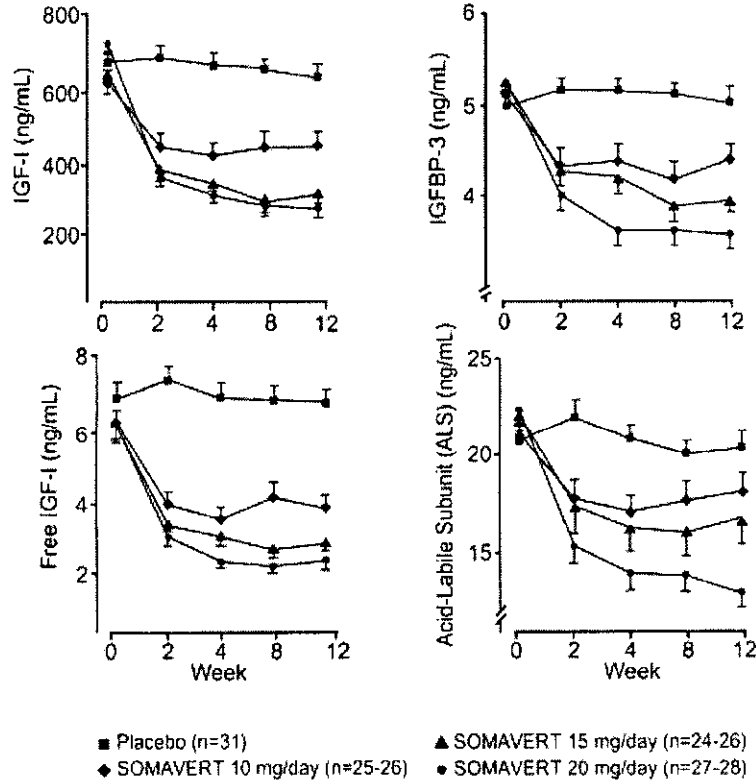 800
600
400
200
IGF-I (ng/mL)
0 2 4 8 12
6
5
4
IGFBP-3 (ng/mL)
0 2 4 8 12
8
6
4
2
Free IGF-I (ng/mL)
0 2 4 8 12
Week
25
20
15
Acid-Labile Subunit (ALS) (ng/mL)
0 2 4 8 12
Week
■ Placebo (n=31)
◆ SOMAVERT 10 mg/day (n=25-26)
▲ SOMAVERT 15 mg/day (n=24-26)
● SOMAVERT 20 mg/day (n=27-28)